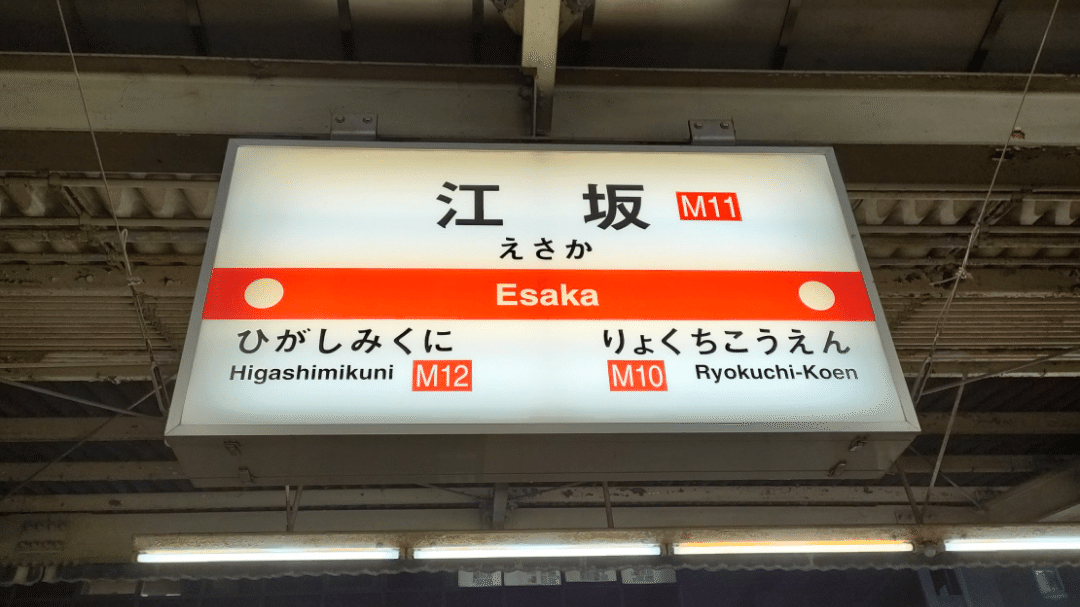 江坂 M11
えさか
Esaka
ひがしみくに
Higashimikuni M12
りょくちこうえん
M10 Ryokuchi-Koen